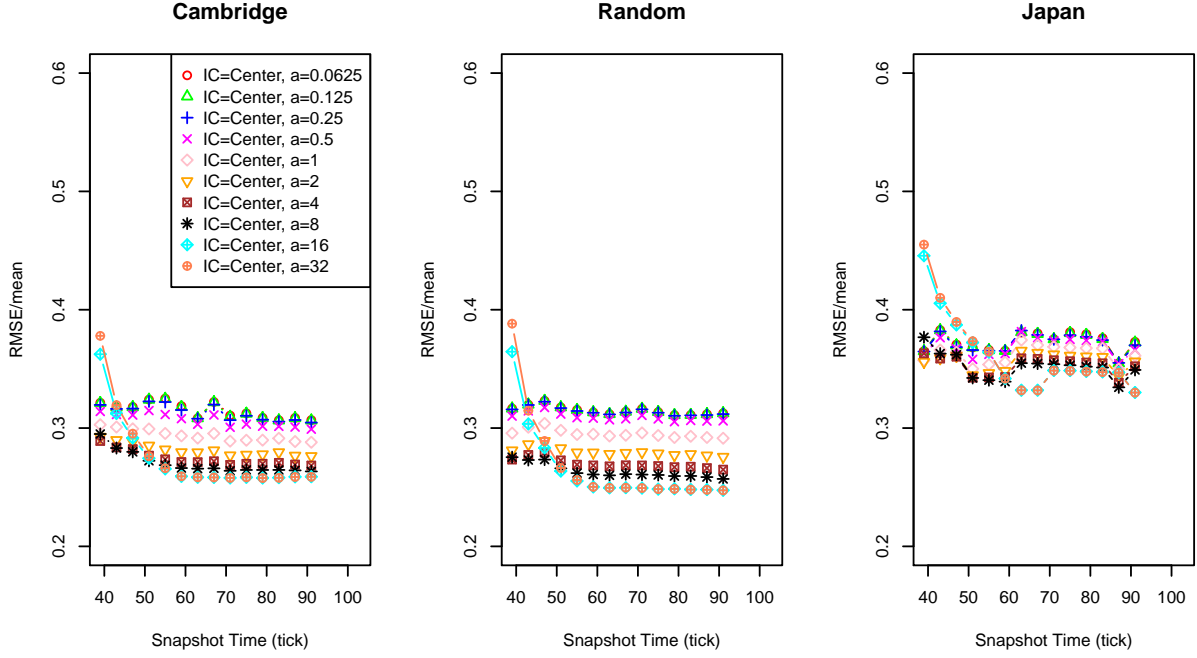 Cambridge
Random
Japan
RMSE/mean
0.2 0.3 0.4 0.5 0.6
IC=Center, a=0.0625
IC=Center, a=0.125
IC=Center, a=0.25
IC=Center, a=0.5
IC=Center, a=1
IC=Center, a=2
IC=Center, a=4
IC=Center, a=8
IC=Center, a=16
IC=Center, a=32
40 50 60 70 80 90 100
Snapshot Time (tick)
RMSE/mean
0.2 0.3 0.4 0.5 0.6
40 50 60 70 80 90 100
Snapshot Time (tick)
RMSE/mean
0.2 0.3 0.4 0.5 0.6
40 50 60 70 80 90 100
Snapshot Time (tick)